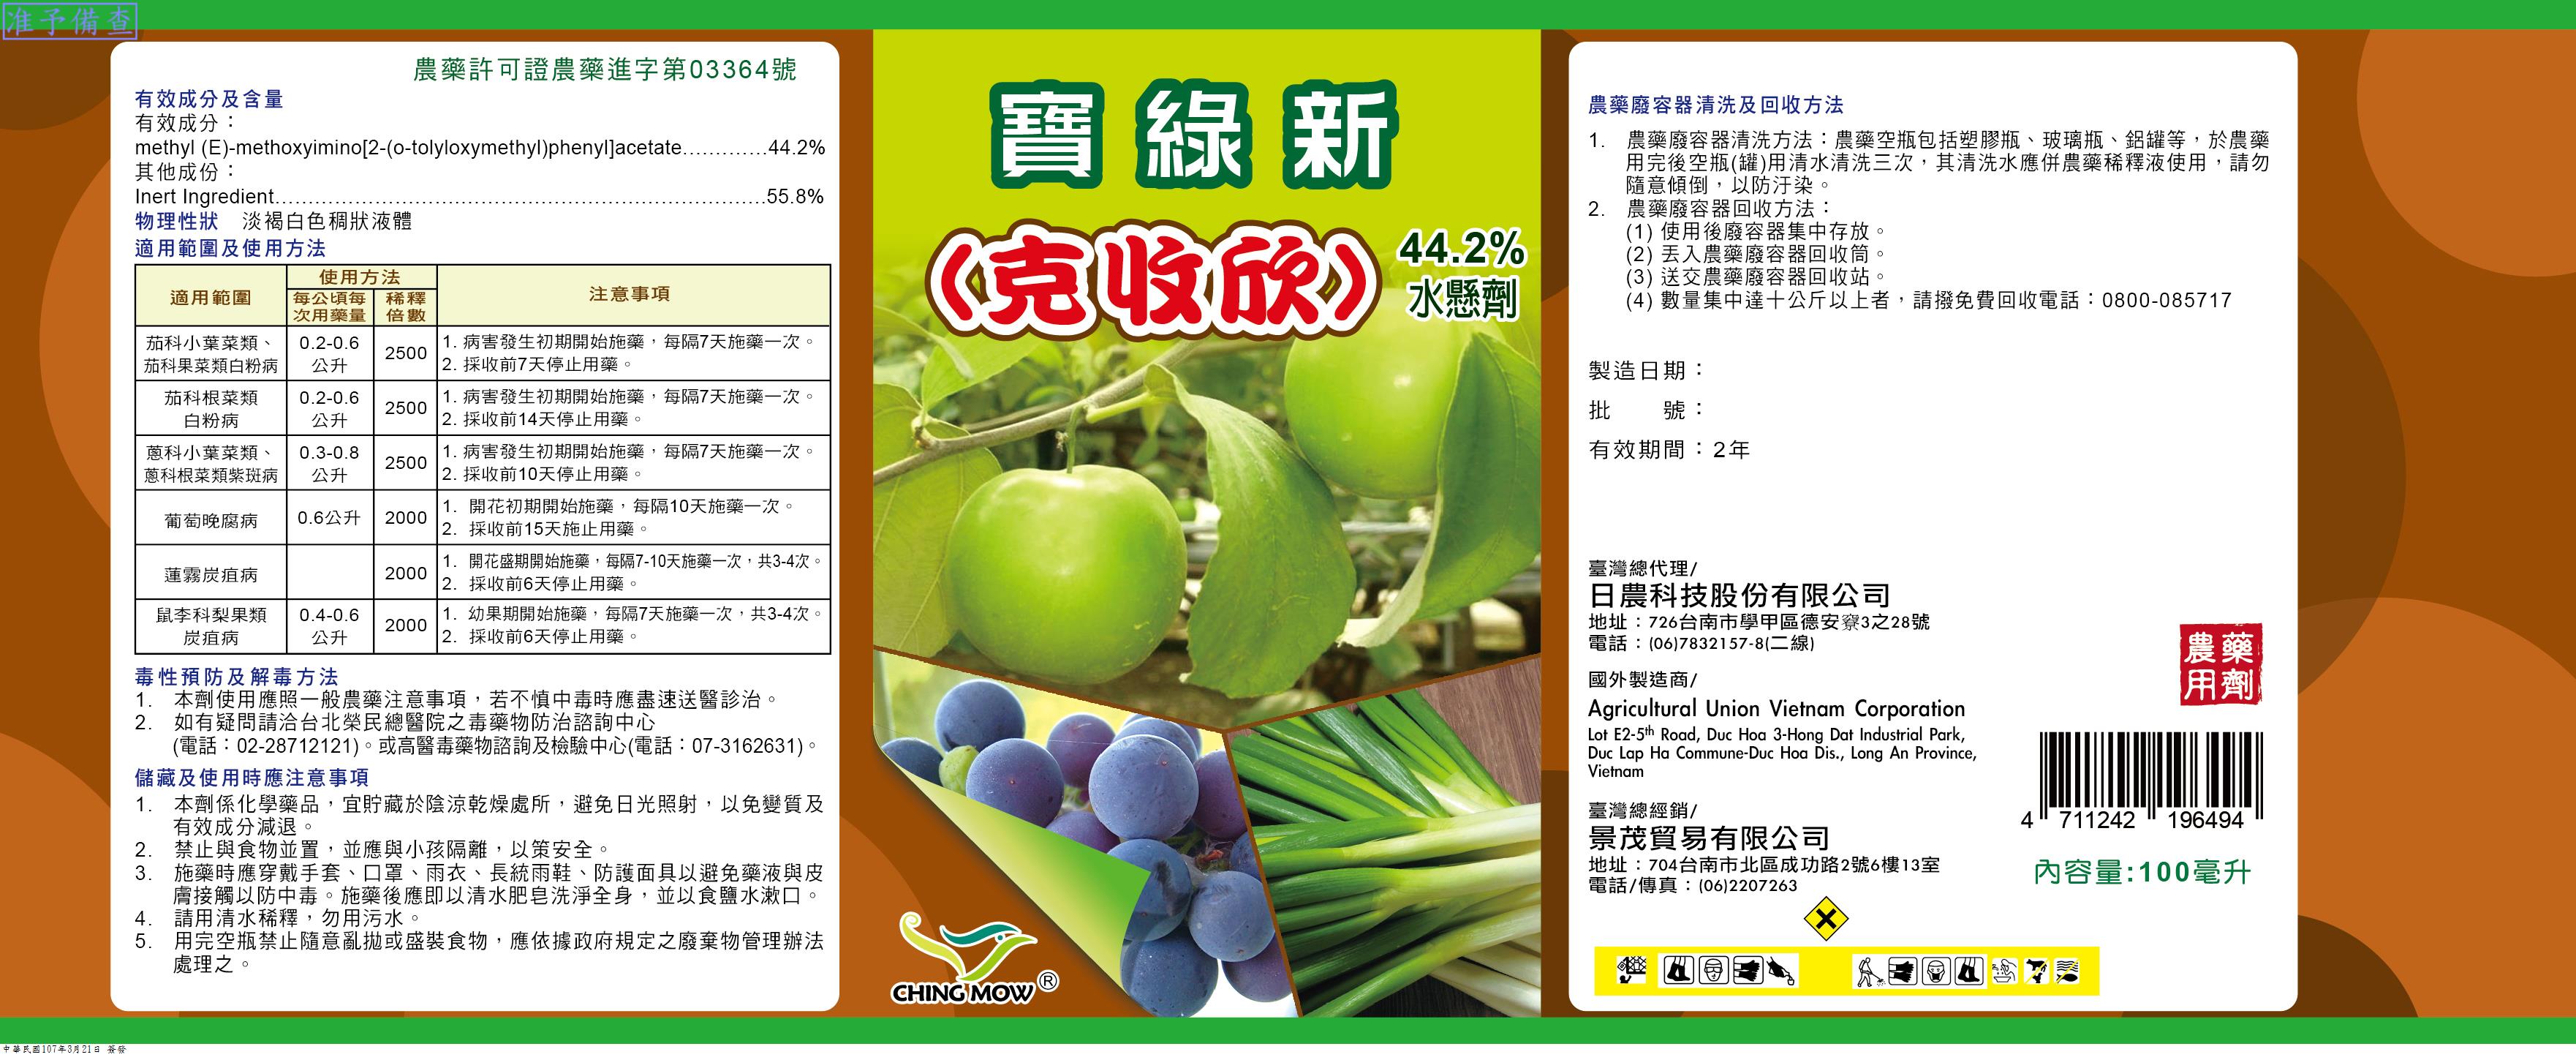 准予備查
農藥許可證農藥進字第03364號
有效成分及含量
有效成分：
methyl (E)-methoxyimino[2-(o-tolyloxymethyl)phenyl]acetate.............44.2%
其他成份：
Inert Ingredient.......................................................................55.8%
物理性狀 淡褐白色稠狀液體
適用範圍及使用方法
適用範圍
使用方法
每公頃每
次用藥量
稀釋
倍數
注意事項
茄科小葉菜類、
茄科果菜類白粉病
0.2-0.6
公升
2500
1. 病害發生初期開始施藥，每隔7天施藥一次。
2. 採收前7天停止用藥。
茄科根菜類
白粉病
0.2-0.6
公升
2500
1. 病害發生初期開始施藥，每隔7天施藥一次。
2. 採收前14天停止用藥。
蔥科小葉菜類、
蔥科根菜類紫斑病
0.3-0.8
公升
2500
1. 病害發生初期開始施藥，每隔7天施藥一次。
2. 採收前10天停止用藥。
葡萄晚腐病
0.6公升
2000
1. 開花初期開始施藥，每隔10天施藥一次。
2. 採收前15天施止用藥。
蓮霧炭疽病
2000
1. 開花盛期開始施藥，每隔7-10天施藥一次，共3-4次。
2. 採收前6天停止用藥。
鼠李科梨果類
炭疽病
0.4-0.6
公升
2000
1. 幼果期開始施藥，每隔7天施藥一次，共3-4次。
2. 採收前6天停止用藥。
毒性預防及解毒方法
1. 本劑使用應照一般農藥注意事項，若不慎中毒時應盡速送醫診治。
2. 如有疑問請洽台北榮民總醫院之毒藥物防治諮詢中心
(電話：02-28712121)。或高醫毒藥物諮詢及檢驗中心(電話：07-3162631)。
儲藏及使用時應注意事項
1. 本劑係化學藥品，宜貯藏於陰涼乾燥處所，避免日光照射，以免變質及
有效成分減退。
2. 禁止與食物並置，並應與小孩隔離，以策安全。
3. 施藥時應穿戴手套、口罩、雨衣、長統雨鞋、防護面具以避免藥液與皮
膚接觸以防中毒。施藥後應即以清水肥皂洗淨全身，並以食鹽水漱口。
4. 請用清水稀釋，勿用污水。
5. 用完空瓶禁止隨意亂拋或盛裝食物，應依據政府規定之廢棄物管理辦法
處理之。
中華民國107年3月21日 簽發
寶綠新
〈克收欣〉
44.2%
水懸劑
CHING MOW ®
農藥廢容器清洗及回收方法
1. 農藥廢容器清洗方法：農藥空瓶包括塑膠瓶、玻璃瓶、鋁罐等，於農藥
用完後空瓶(罐)用清水清洗三次，其清洗水應併農藥稀釋液使用，請勿
隨意傾倒，以防汙染。
2. 農藥廢容器回收方法：
(1) 使用後廢容器集中存放。
(2) 丟入農藥廢容器回收筒。
(3) 送交農藥廢容器回收站。
(4) 數量集中達十公斤以上者，請撥免費回收電話：0800-085717
製造日期：
批　　號：
有效期間：2年
臺灣總代理/
日農科技股份有限公司
地址：726台南市學甲區德安寮3之28號
電話：(06)7832157-8(二線)
國外製造商/
Agricultural Union Vietnam Corporation
Lot E2-5th Road, Duc Hoa 3-Hong Dat Industrial Park,
Duc Lap Ha Commune-Duc Hoa Dis., Long An Province,
Vietnam
臺灣總經銷/
景茂貿易有限公司
地址：704台南市北區成功路2號6樓13室
電話/傳真：(06)2207263
農藥
用劑
4 711242 196494
內容量:100毫升